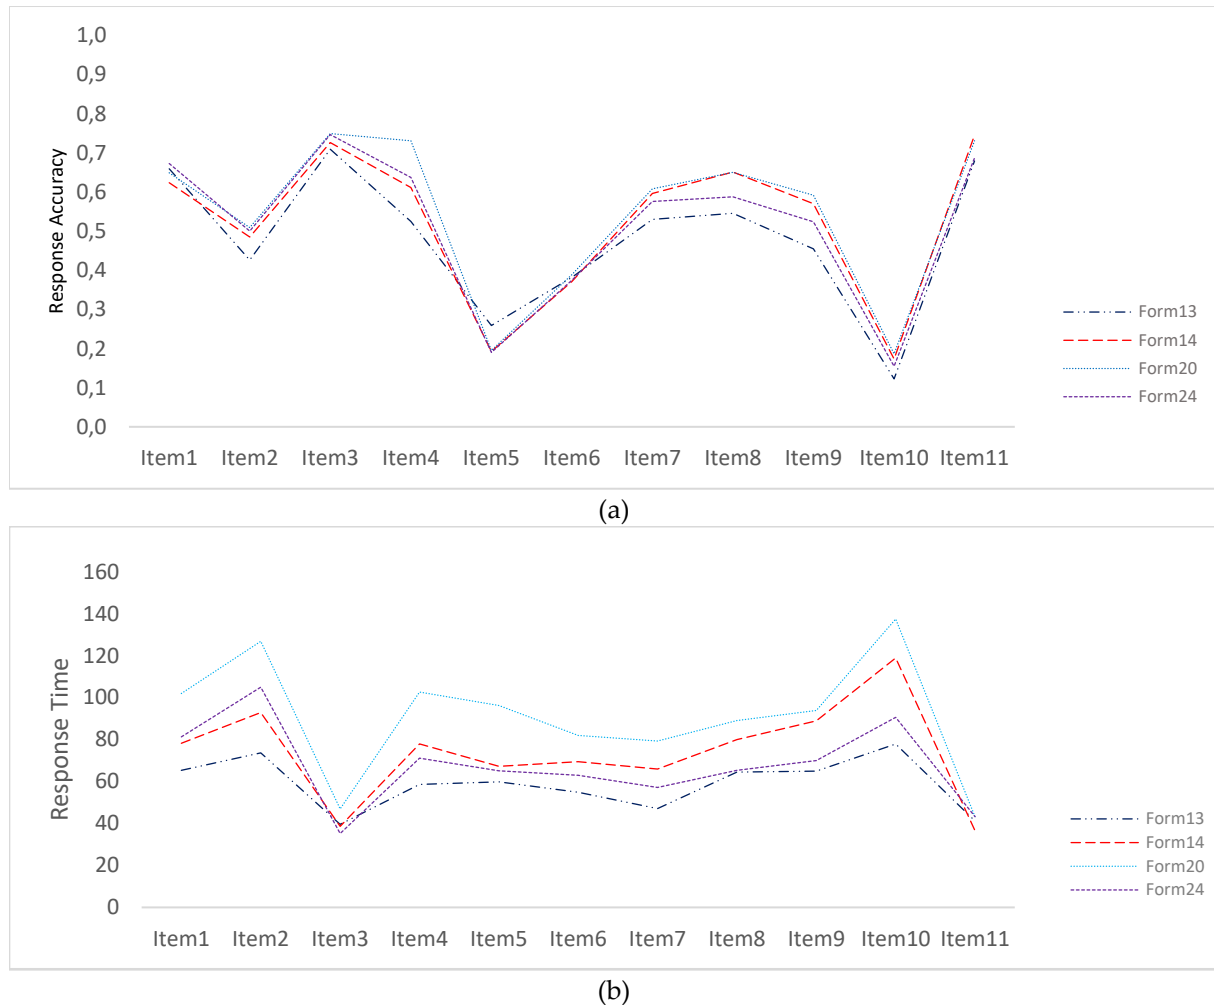 1,0
0,9
0,8
0,7
0,6
0,5
0,4
0,3
0,2
0,1
0,0
Response Accuracy
Item1 Item2 Item3 Item4 Item5 Item6 Item7 Item8 Item9 Item10 Item11
Form13
Form14
Form20
Form24
(a)
160
140
120
100
80
60
40
20
0
Response Time
Item1 Item2 Item3 Item4 Item5 Item6 Item7 Item8 Item9 Item10 Item11
Form13
Form14
Form20
Form24
(b)